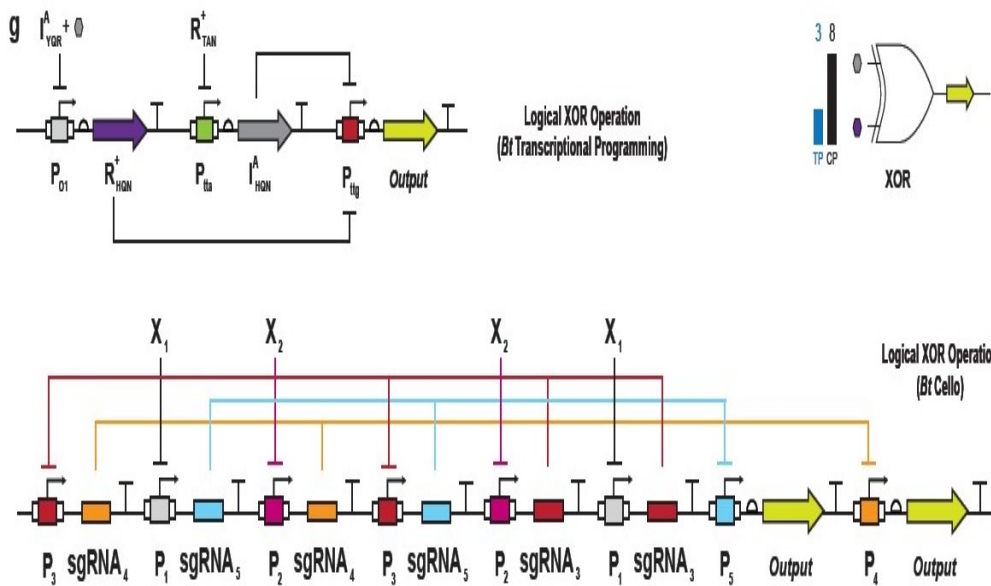 g
I^A_YQR +
R^+_TAN
3 8
TP CP
XOR
Logical XOR Operation
(Bt Transcriptional Programming)
P_O1 R^+_HQN P_tta I^A_HQN P_ttg Output
X_1 X_2 X_2 X_1
Logical XOR Operatio
(Bt Cello)
P_3 sgRNA_4 P_1 sgRNA_5 P_2 sgRNA_4 P_3 sgRNA_5 P_2 sgRNA_3 P_1 sgRNA_3 P_5 Output P_4 Output